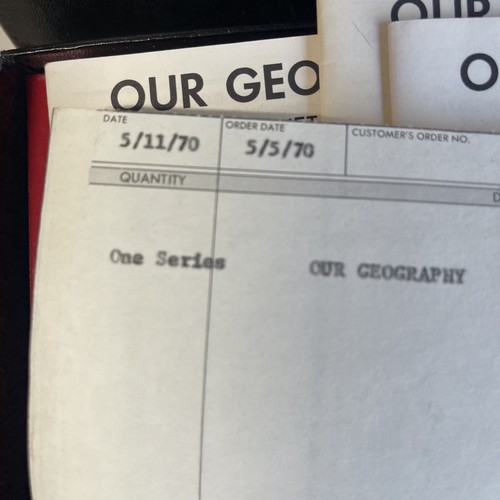 OUR
OUR GEO
O
DATE
ORDER DATE
CUSTOMER'S ORDER NO.
5/11/70
5/5/70
QUANTITY
D
One Series
OUR GEOGRAPHY